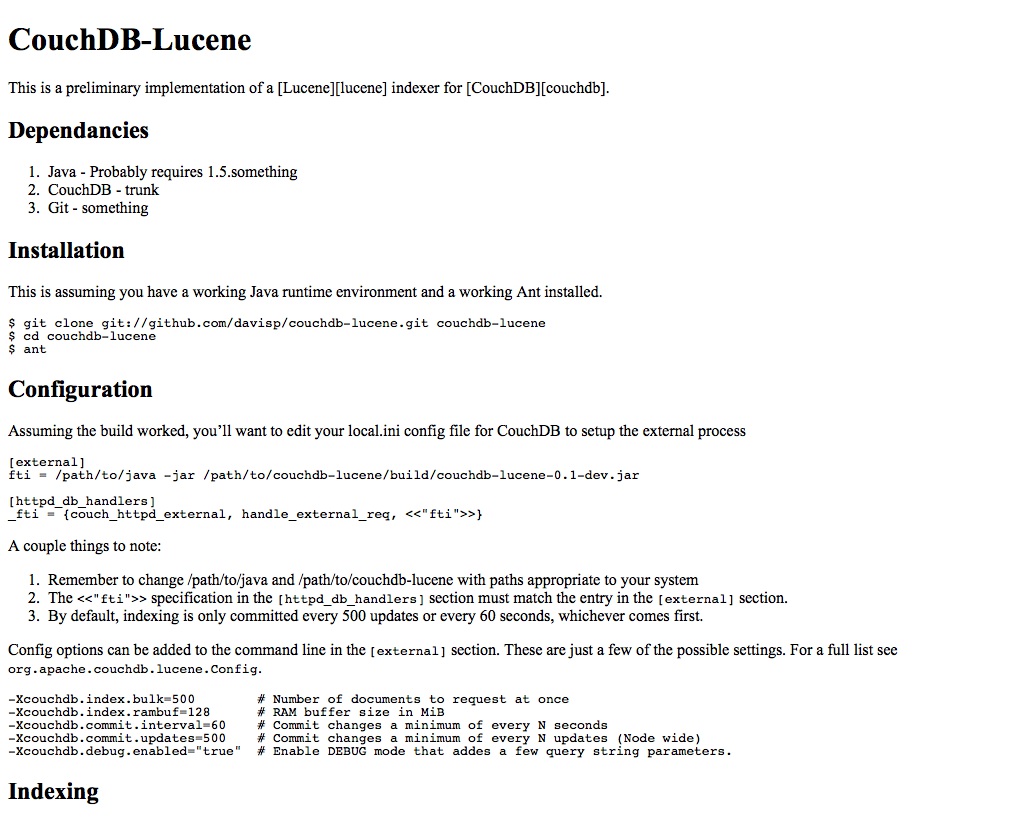 CouchDB-Lucene
This is a preliminary implementation of a [Lucene][lucene] indexer for [CouchDB][couchdb].
Dependancies
1. Java - Probably requires 1.5.something
2. CouchDB - trunk
3. Git - something
Installation
This is assuming you have a working Java runtime environment and a working Ant installed.
$ git clone git://github.com/davisp/couchdb-lucene.git couchdb-lucene
$ cd couchdb-lucene
$ ant
Configuration
Assuming the build worked, you’ll want to edit your local.ini config file for CouchDB to setup the external process
[external]
fti = /path/to/java -jar /path/to/couchdb-lucene/build/couchdb-lucene-0.1-dev.jar
[httpd_db_handlers]
_fti = {couch_httpd_external, handle_external_req, <<"fti">>}
A couple things to note:
1. Remember to change /path/to/java and /path/to/couchdb-lucene with paths appropriate to your system
2. The <<"fti">> specification in the [httpd_db_handlers] section must match the entry in the [external] section.
3. By default, indexing is only committed every 500 updates or every 60 seconds, whichever comes first.
Config options can be added to the command line in the [external] section. These are just a few of the possible settings. For a full list see
org.apache.couchdb.lucene.Config.
-Xcouchdb.index.bulk=500 # Number of documents to request at once
-Xcouchdb.index.rambuf=128 # RAM buffer size in MiB
-Xcouchdb.commit.interval=60 # Commit changes a minimum of every N seconds
-Xcouchdb.commit.updates=500 # Commit changes a minimum of every N updates (Node wide)
-Xcouchdb.debug.enabled="true" # Enable DEBUG mode that addes a few query string parameters.
Indexing